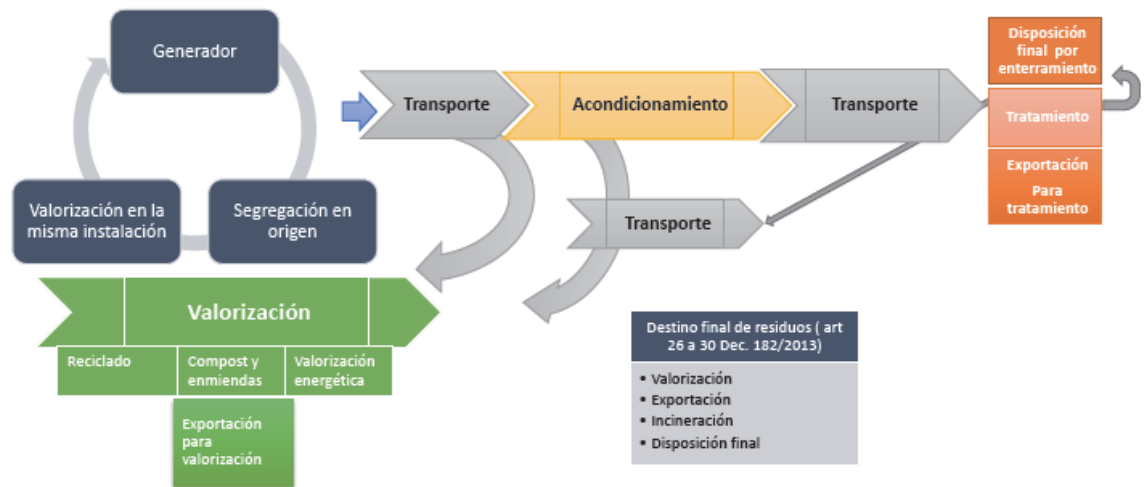 Generador
Valorización en la
misma instalación
Segregación en
origen
Transporte
Acondicionamiento
Transporte
Disposición
final por
enterramiento
Tratamiento
Exportación
Para
tratamiento
Transporte
Valorización
Reciclado
Compost y
enmiendas
Valorización
energética
Exportación
para
valorización
Destino final de residuos ( art
26 a 30 Dec. 182/2013)
• Valorización
• Exportación
• Incineración
• Disposición final